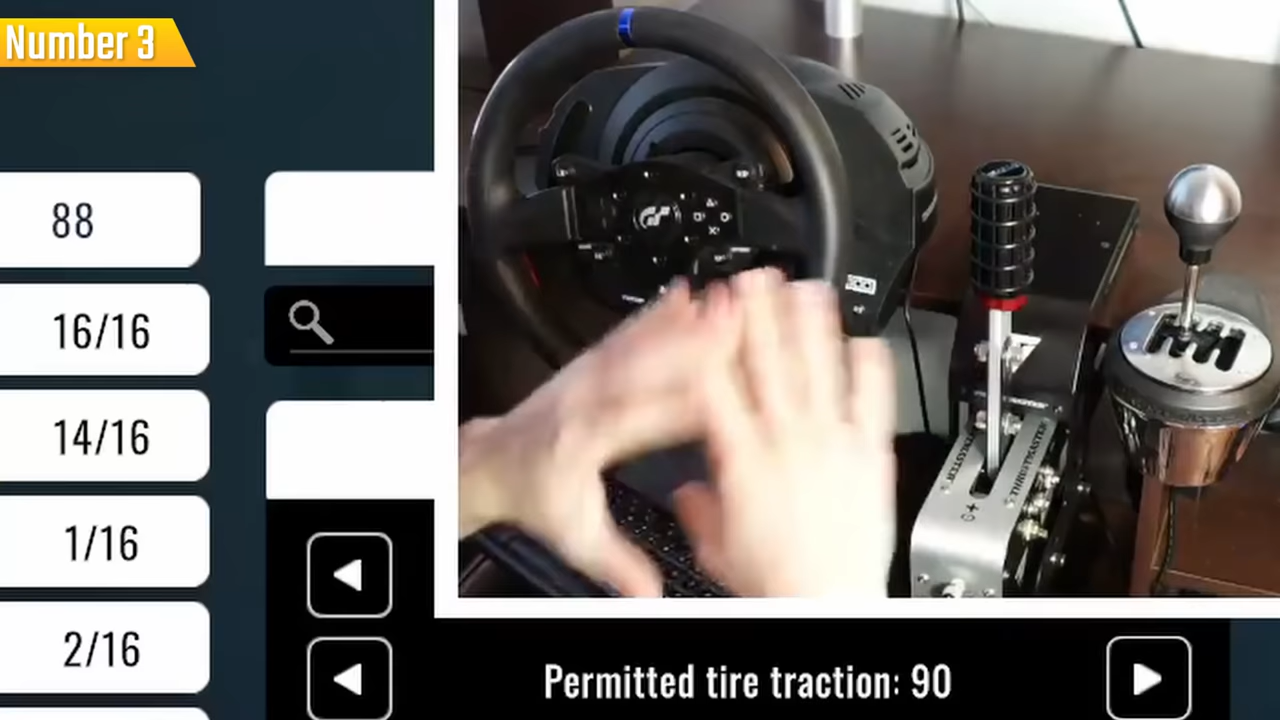 Number 3
88
16/16
14/16
1/16
2/16
THRUSTMASTER
THRUSTMASTER
Permitted tire traction: 90